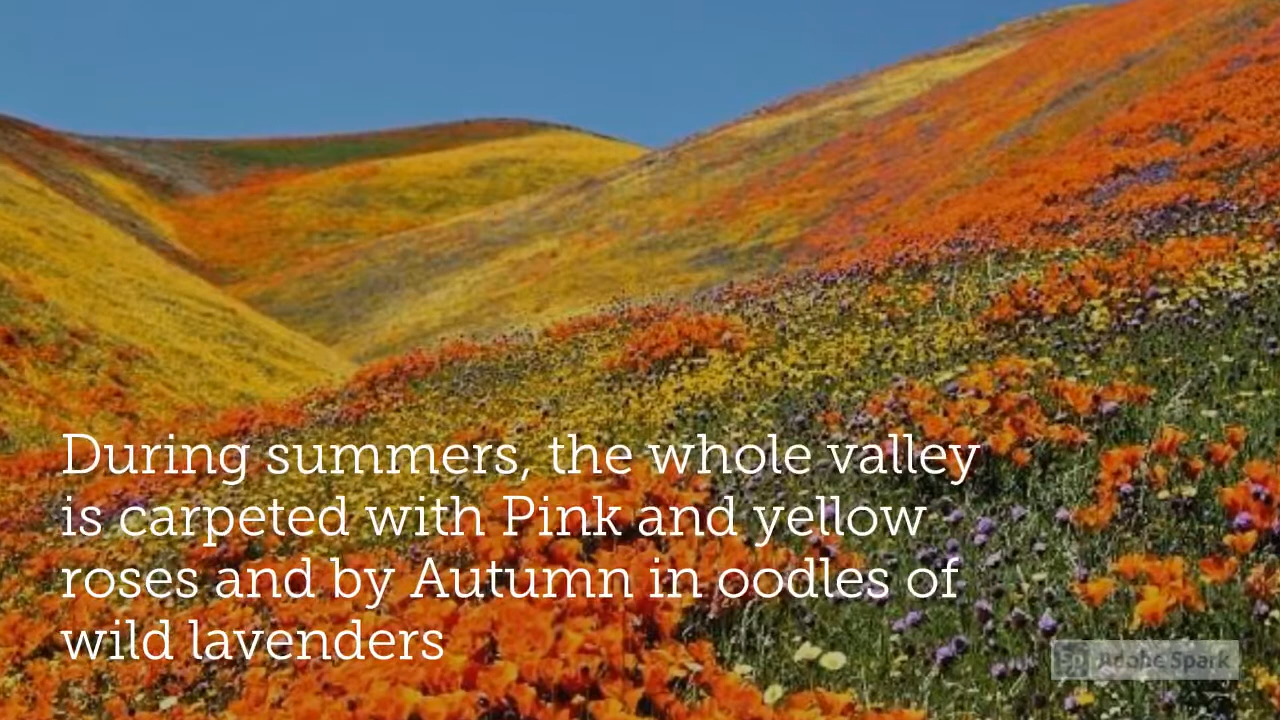 During summers, the whole valley
is carpeted with Pink and yellow
roses and by Autumn in oodles of
wild lavenders
Sp Adobe Spark